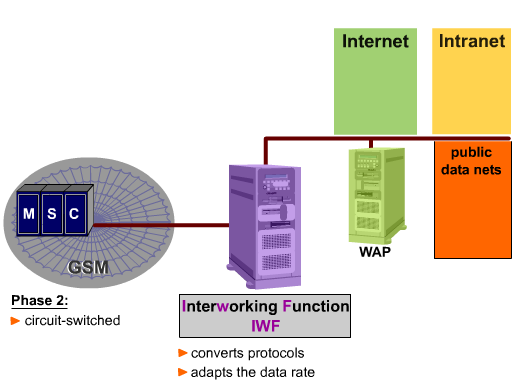 Internet
Intranet
public
data nets
WAP
M S C
GSM
Phase 2:
circuit-switched
Interworking Function
IWF
converts protocols
adapts the data rate